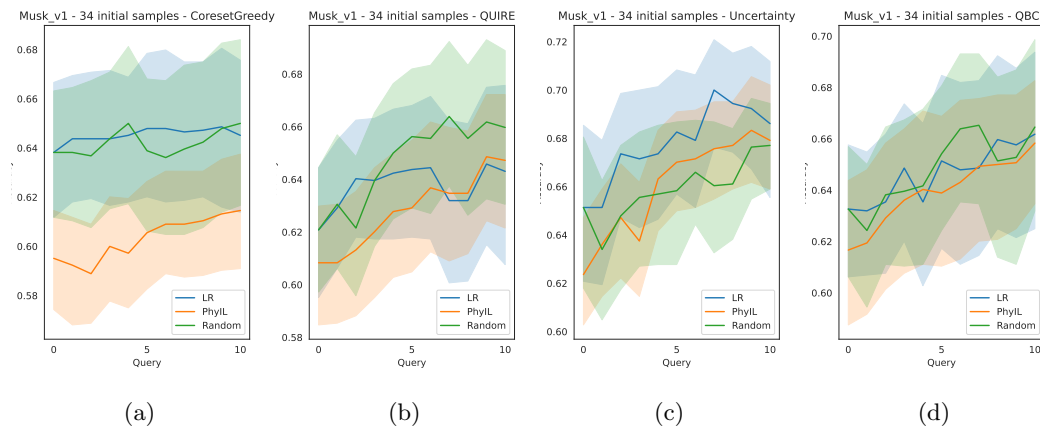 Musk_v1 - 34 initial samples - CoresetGreedy
0.68
0.66
0.64
0.62
0.60
0.58
LR
PhyIL
Random
0
5
10
Query
(a)
Musk_v1 - 34 initial samples - QUIRE
0.68
0.66
0.64
0.62
0.60
0.58
LR
PhyIL
Random
0
5
10
Query
(b)
Musk_v1 - 34 initial samples - Uncertainty
0.72
0.70
0.68
0.66
0.64
0.62
0.60
LR
PhyIL
Random
0
5
10
Query
(c)
Musk_v1 - 34 initial samples - QBC
0.70
0.68
0.66
0.64
0.62
0.60
LR
PhyIL
Random
0
5
10
Query
(d)